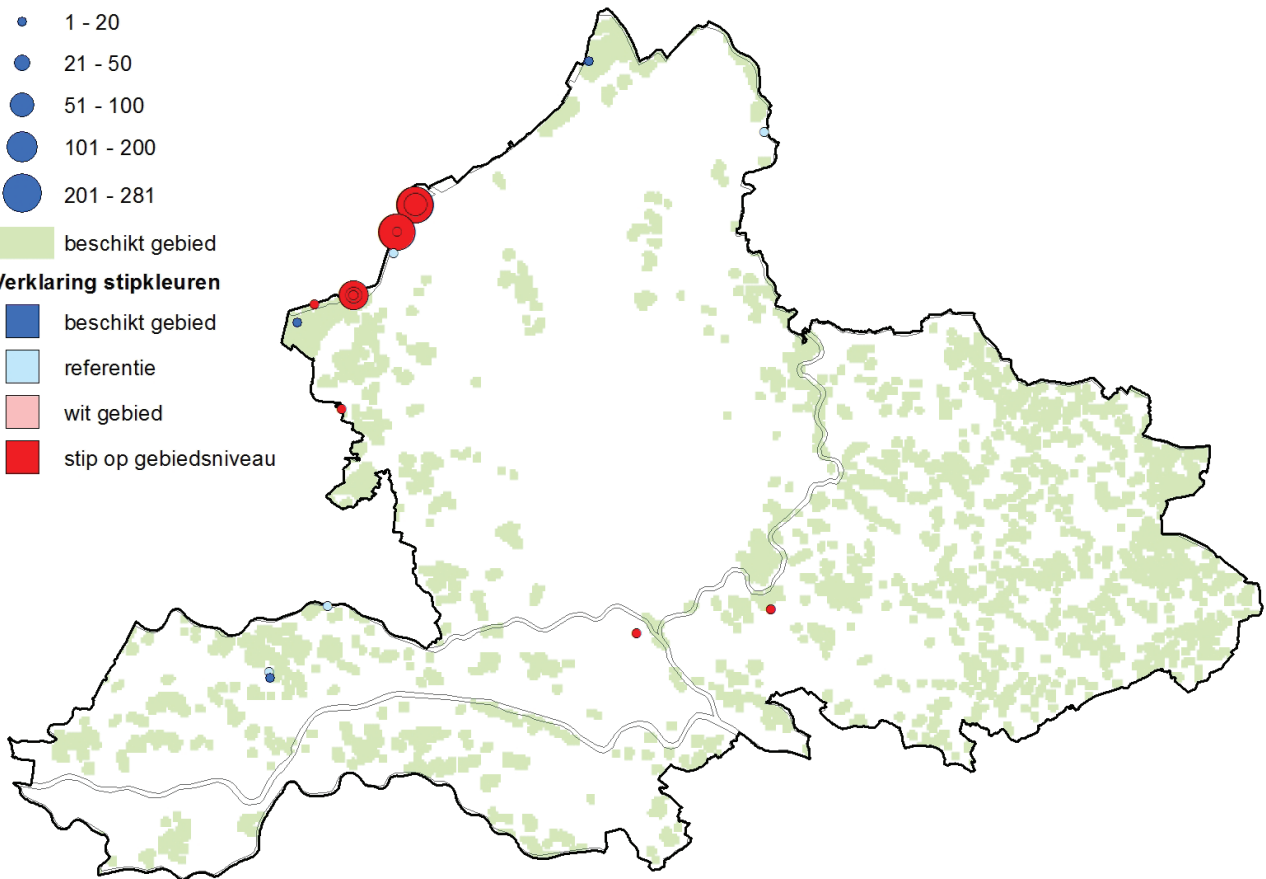 1 - 20
21 - 50
51 - 100
101 - 200
201 - 281
beschikt gebied
Verklaring stipkleuren
beschikt gebied
referentie
wit gebied
stip op gebiedsniveau